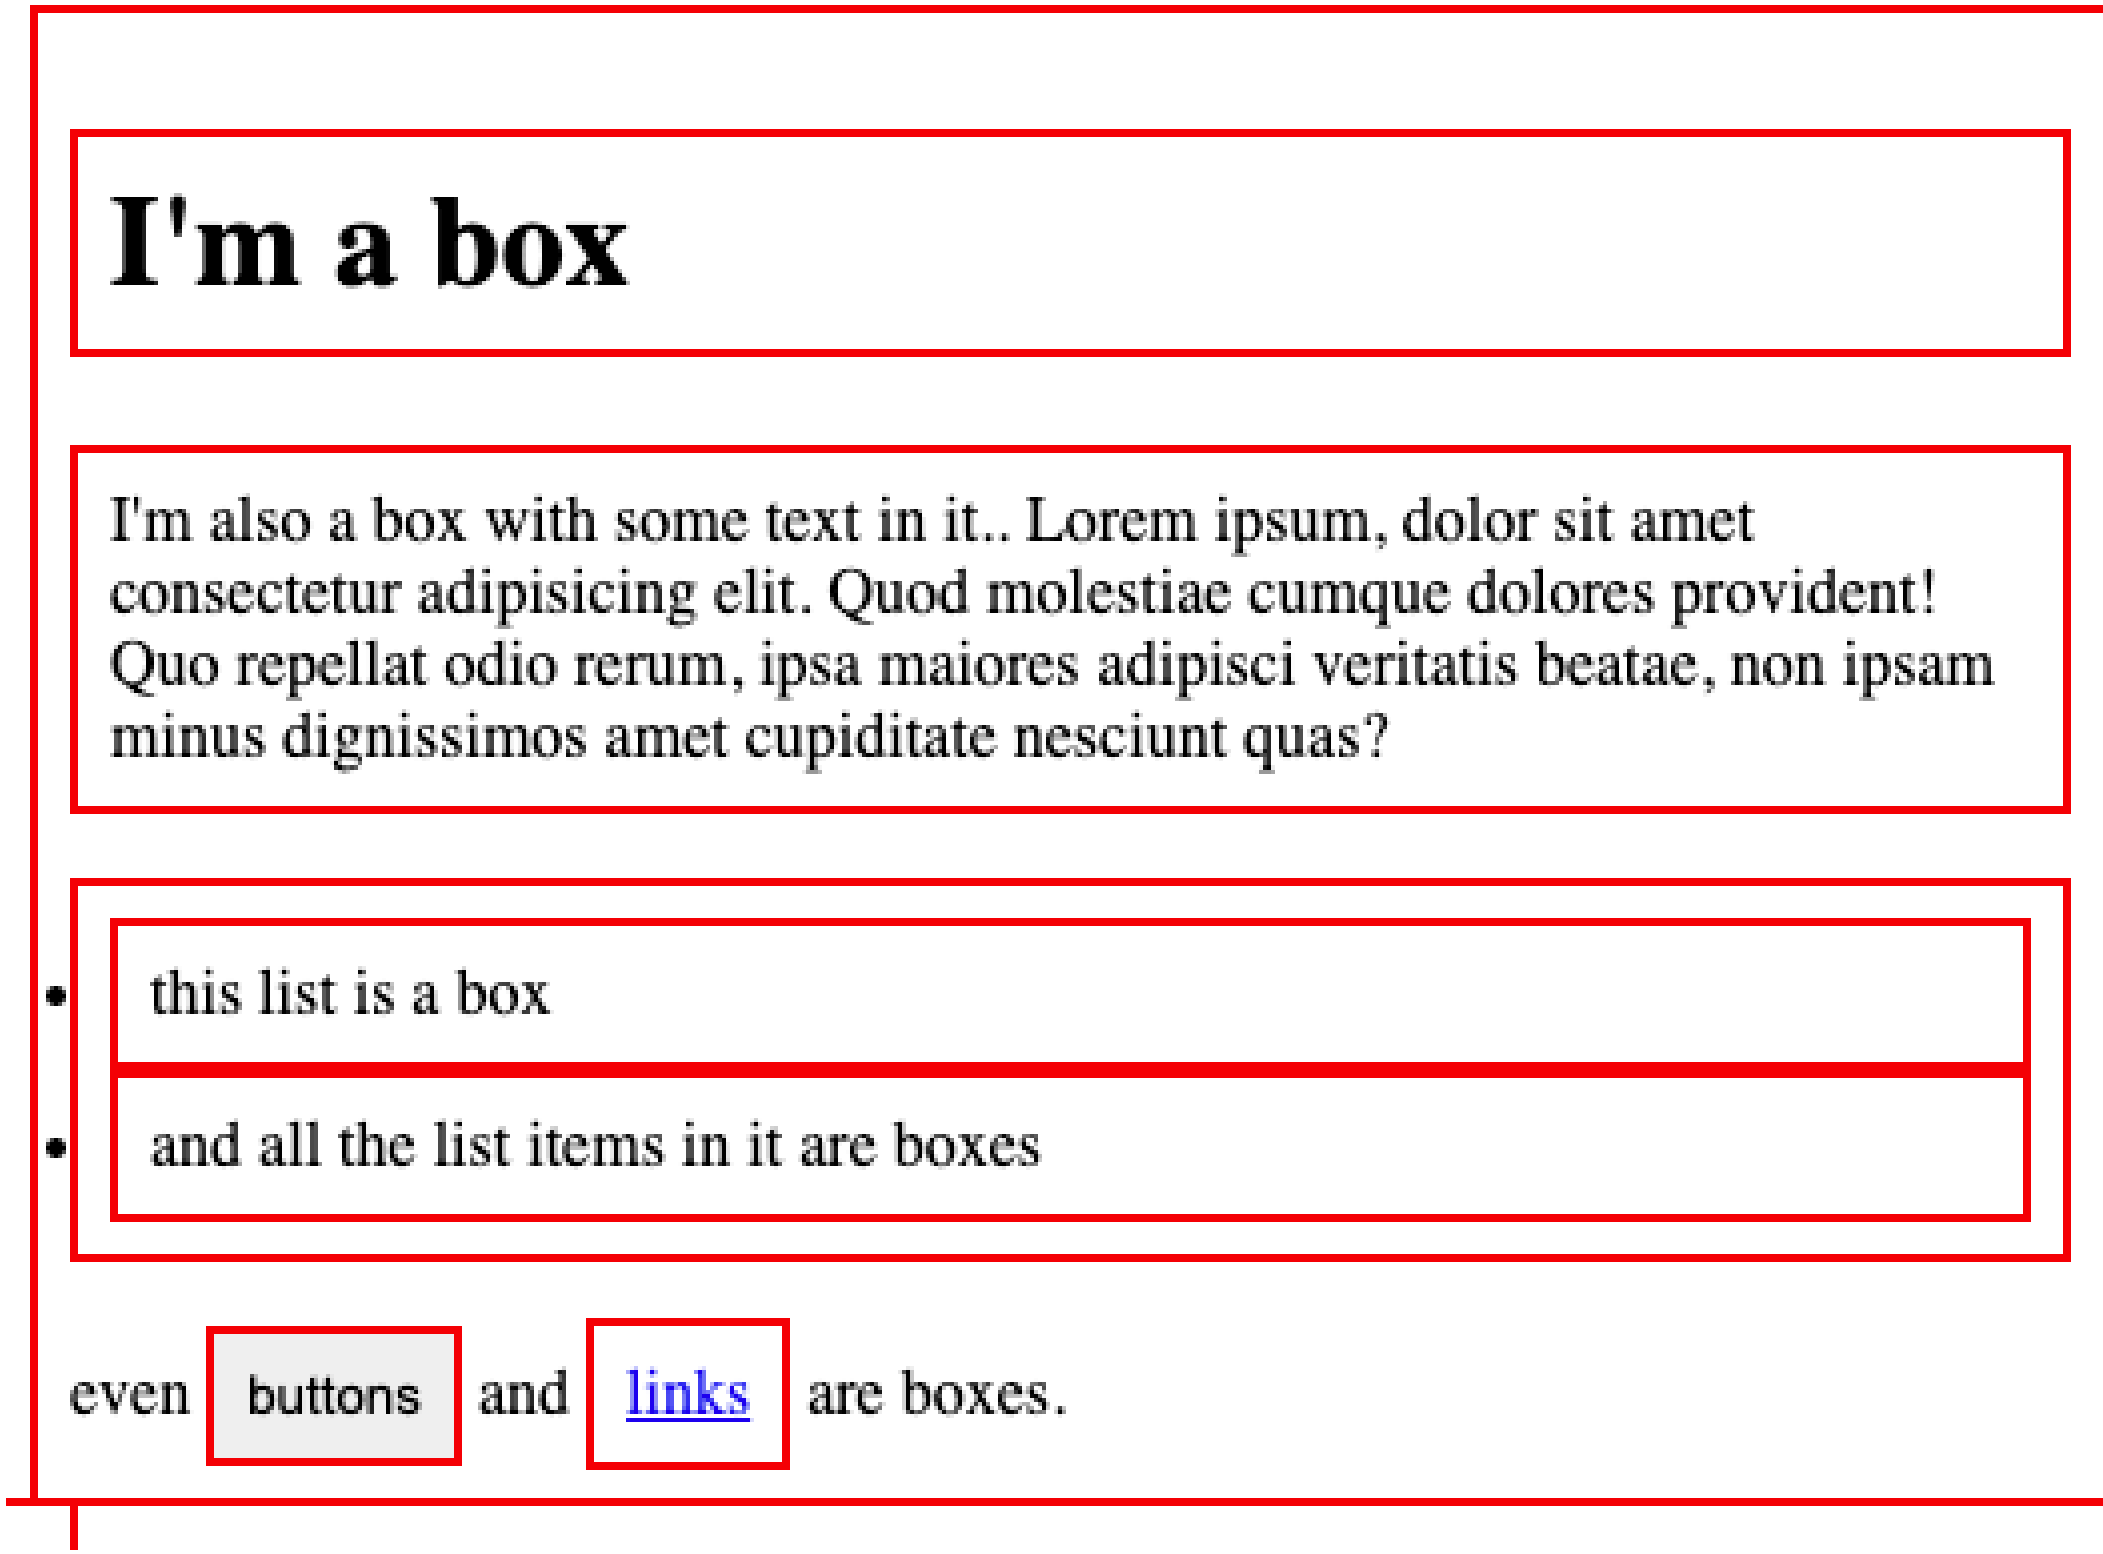 I'm a box
I'm also a box with some text in it.. Lorem ipsum, dolor sit amet
consectetur adipisicing elit. Quod molestiae cumque dolores provident!
Quo repellat odio rerum, ipsa maiores adipisci veritatis beatae, non ipsam
minus dignissimos amet cupiditate nesciunt quas?
• this list is a box
• and all the list items in it are boxes
even buttons and links are boxes.